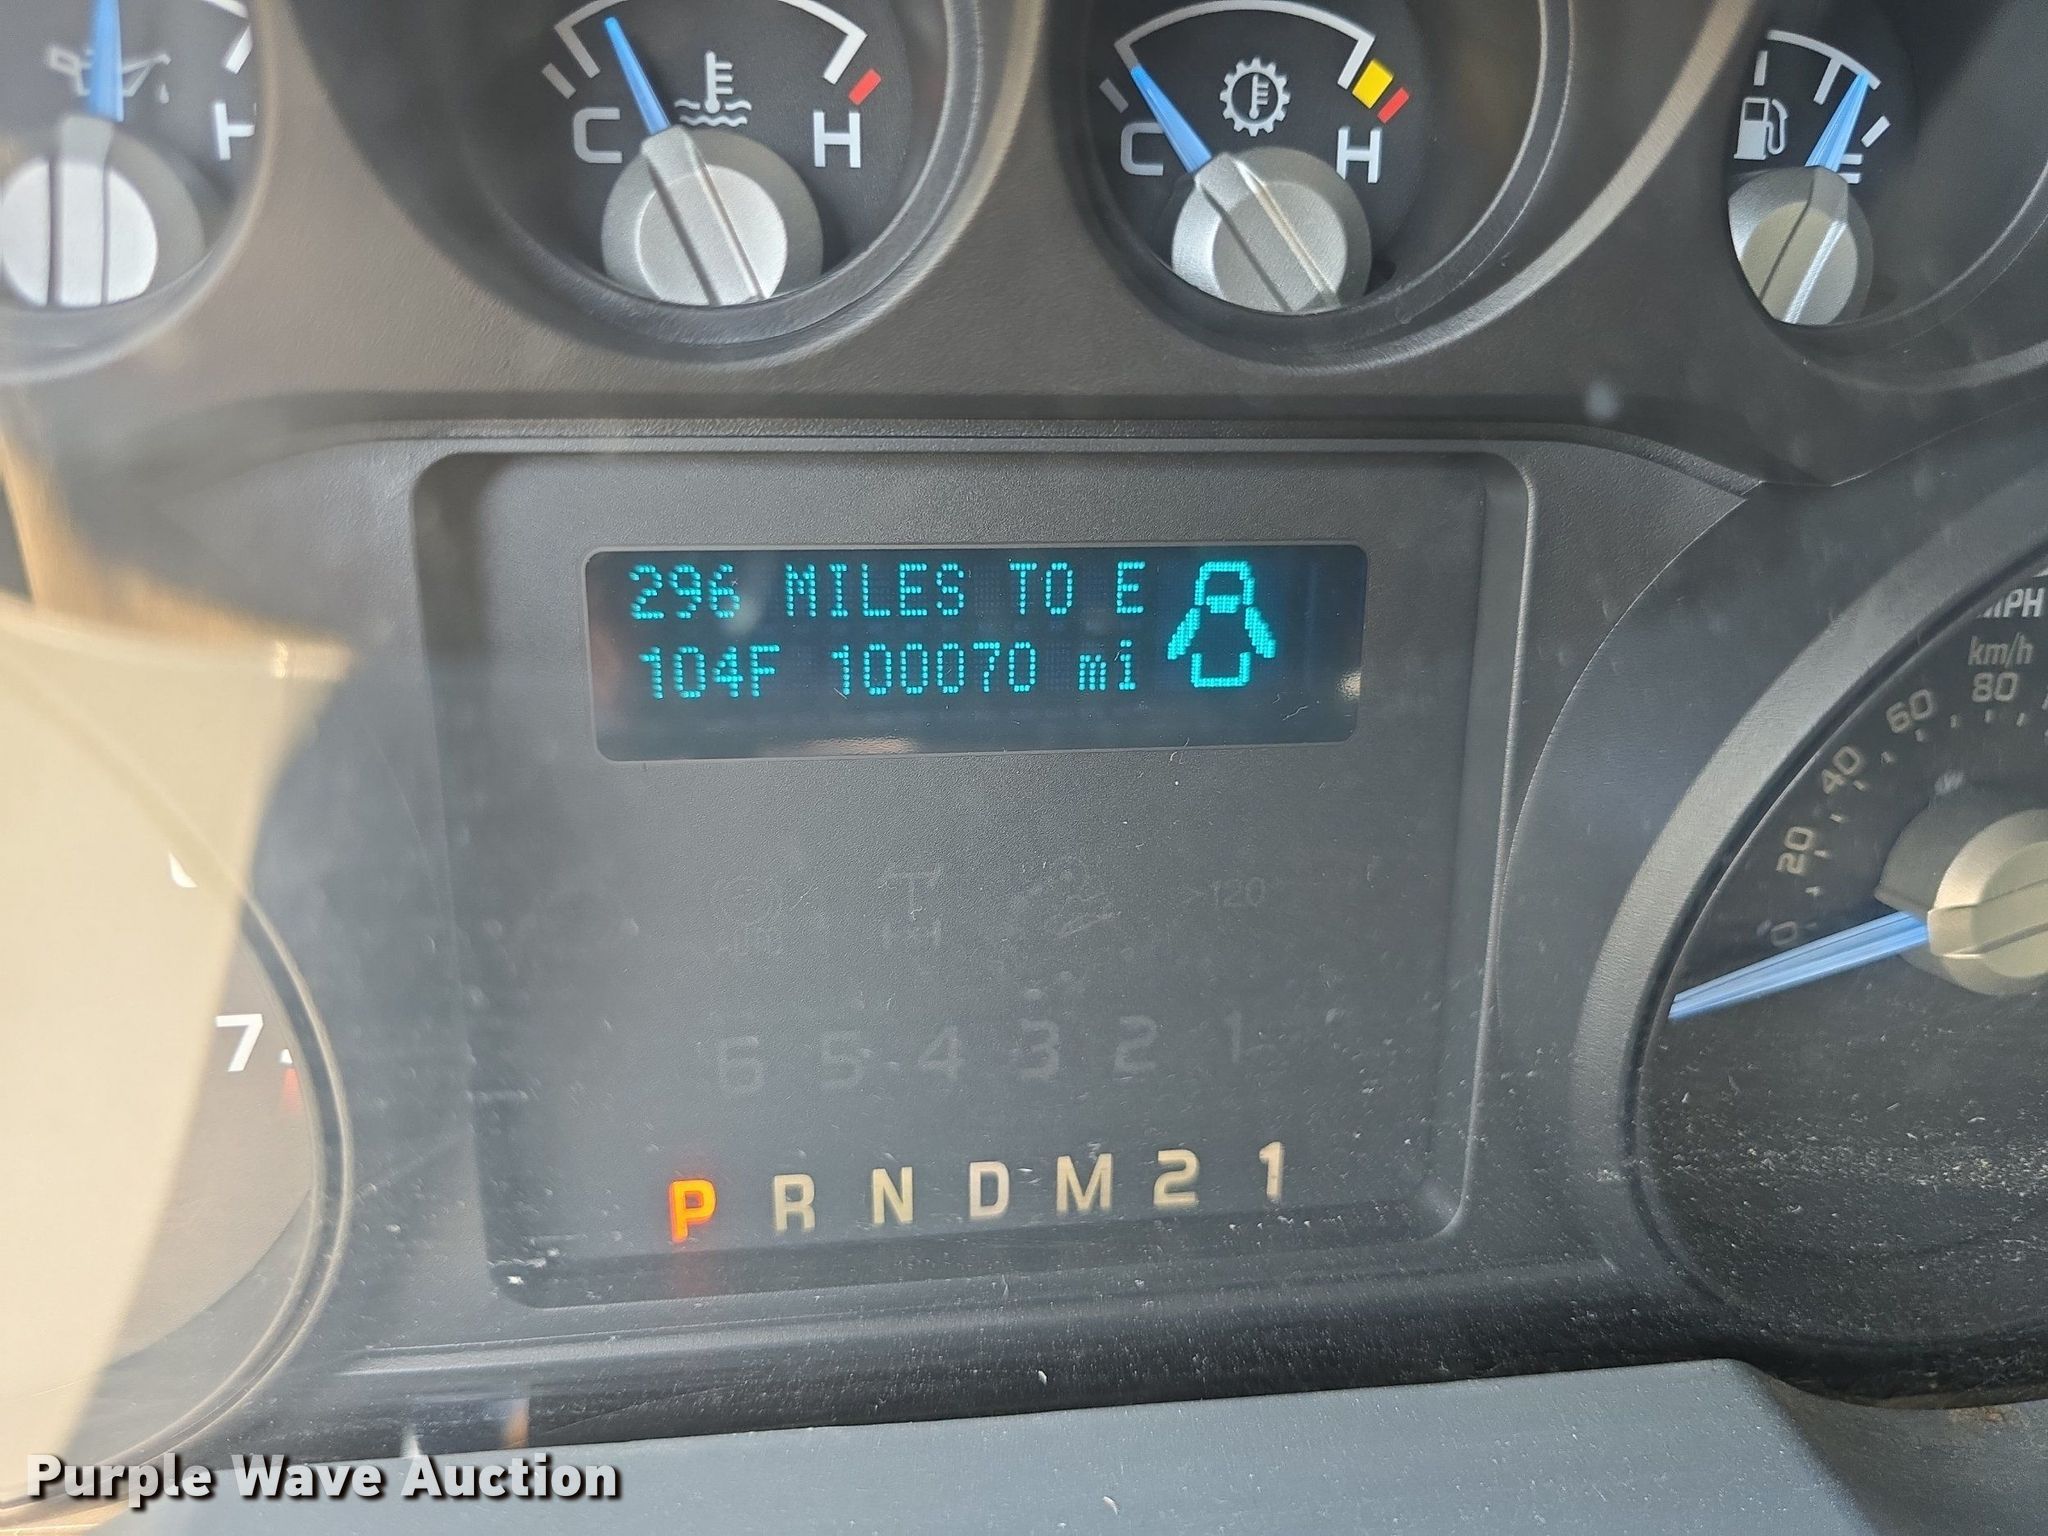 H
C H
C H
E
296 MILES TO E
104F 100070 mi
MPH
km/h
80
60
40
20
0
>120
7
6 5 4 3 2 1
P R N D M 2 1
Purple Wave Auction